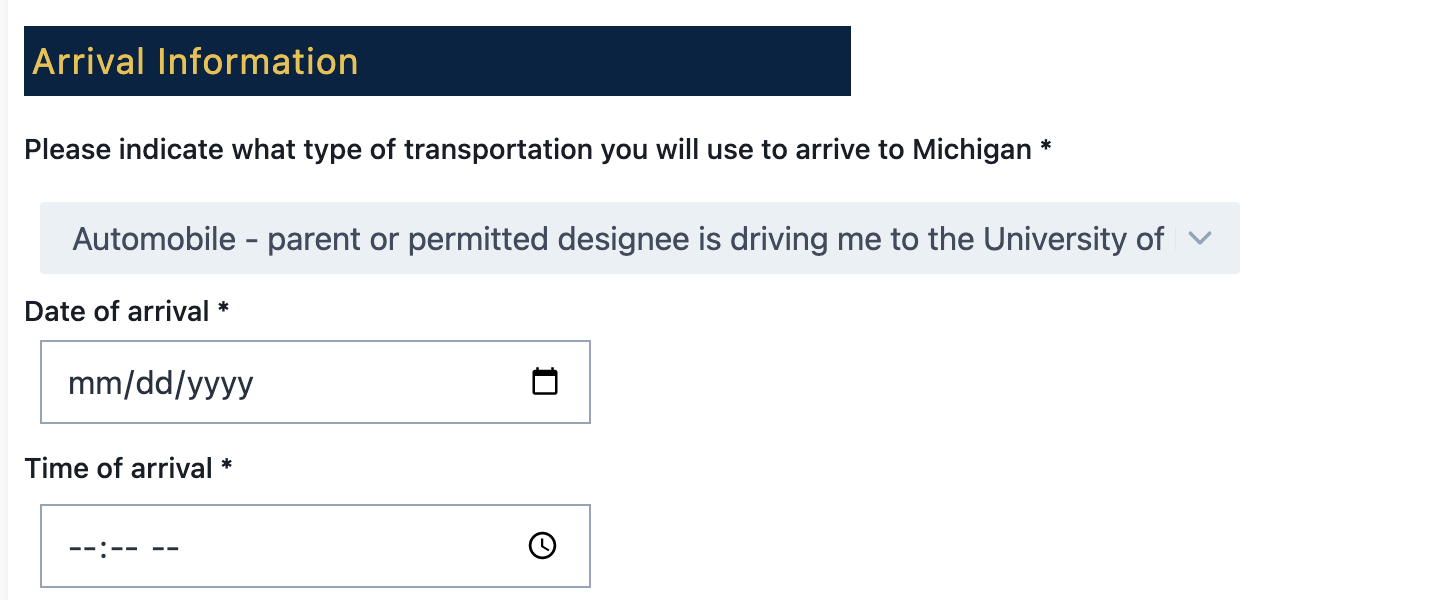 Arrival Information
Please indicate what type of transportation you will use to arrive to Michigan *
Automobile - parent or permitted designee is driving me to the University of
Date of arrival *
mm/dd/yyyy
Time of arrival *
--:-- --